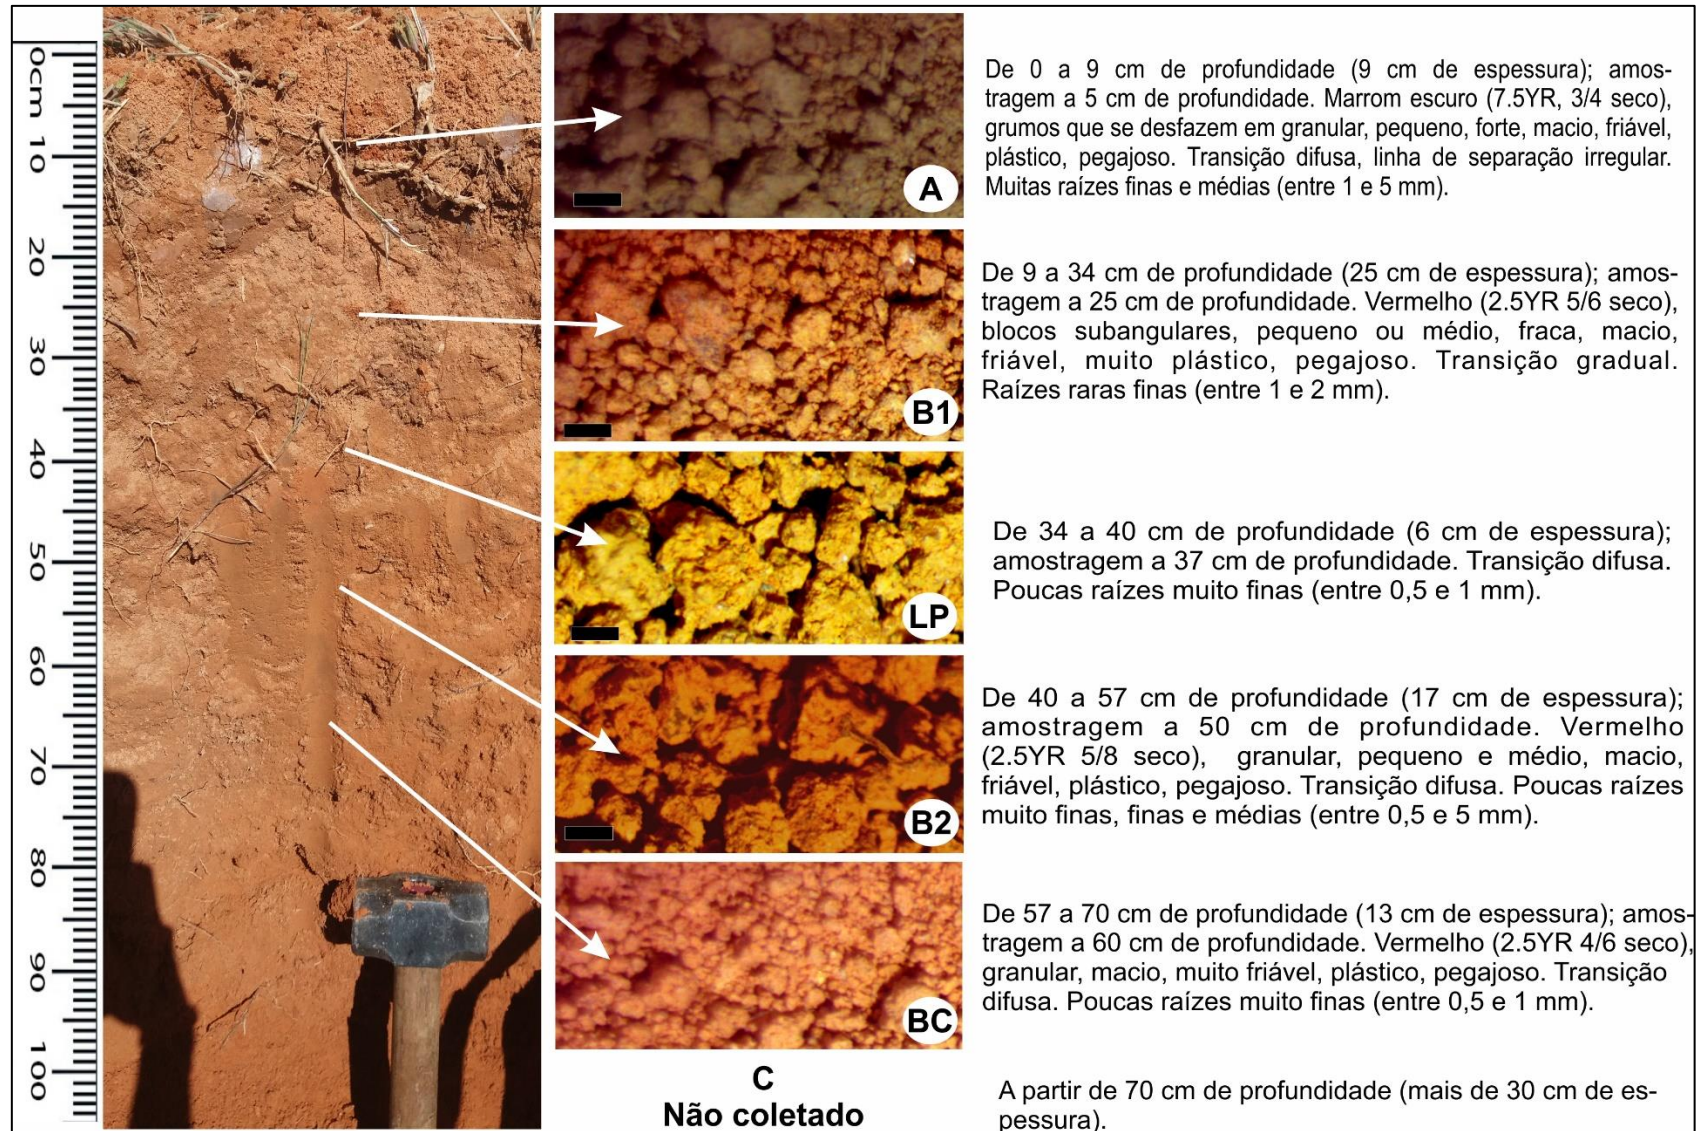 0cm
10
20
30
40
50
60
70
80
90
100
A
De 0 a 9 cm de profundidade (9 cm de espessura); amos-
tragem a 5 cm de profundidade. Marrom escuro (7.5YR, 3/4 seco),
grumos que se desfazem em granular, pequeno, forte, macio, friável,
plástico, pegajoso. Transição difusa, linha de separação irregular.
Muitas raízes finas e médias (entre 1 e 5 mm).
B1
De 9 a 34 cm de profundidade (25 cm de espessura); amos-
tragem a 25 cm de profundidade. Vermelho (2.5YR 5/6 seco),
blocos subangulares, pequeno ou médio, fraca, macio,
friável, muito plástico, pegajoso. Transição gradual.
Raízes raras finas (entre 1 e 2 mm).
LP
De 34 a 40 cm de profundidade (6 cm de espessura);
amostragem a 37 cm de profundidade. Transição difusa.
Poucas raízes muito finas (entre 0,5 e 1 mm).
B2
De 40 a 57 cm de profundidade (17 cm de espessura);
amostragem a 50 cm de profundidade. Vermelho
(2.5YR 5/8 seco), granular, pequeno e médio, macio,
friável, plástico, pegajoso. Transição difusa. Poucas raízes
muito finas, finas e médias (entre 0,5 e 5 mm).
BC
De 57 a 70 cm de profundidade (13 cm de espessura); amos-
tragem a 60 cm de profundidade. Vermelho (2.5YR 4/6 seco),
granular, macio, muito friável, plástico, pegajoso. Transição
difusa. Poucas raízes muito finas (entre 0,5 e 1 mm).
C
Não coletado
A partir de 70 cm de profundidade (mais de 30 cm de es-
pessura).